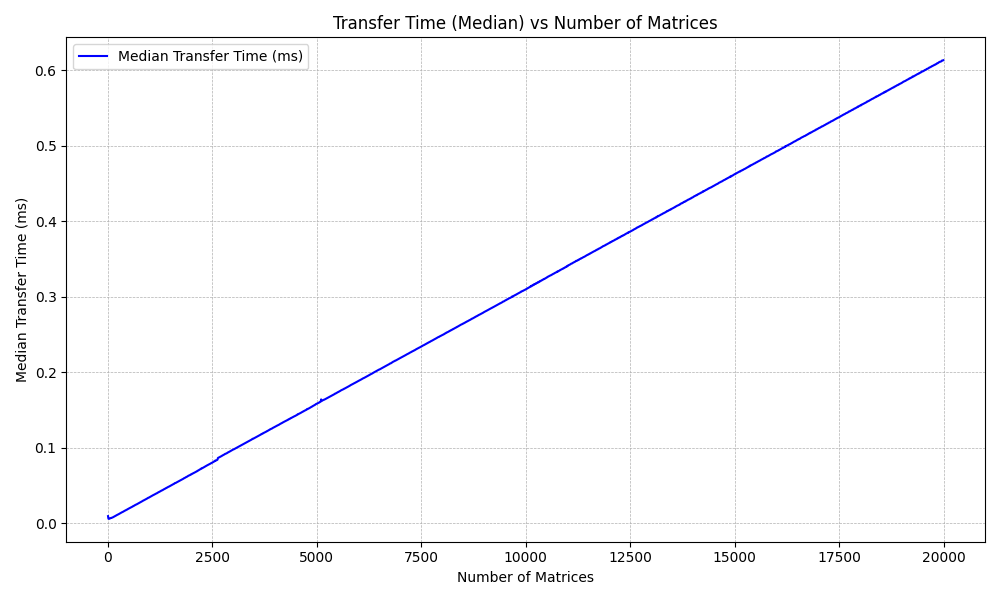 Transfer Time (Median) vs Number of Matrices
Median Transfer Time (ms)
Median Transfer Time (ms)
0.6
0.5
0.4
0.3
0.2
0.1
0.0
0 2500 5000 7500 10000 12500 15000 17500 20000
Number of Matrices